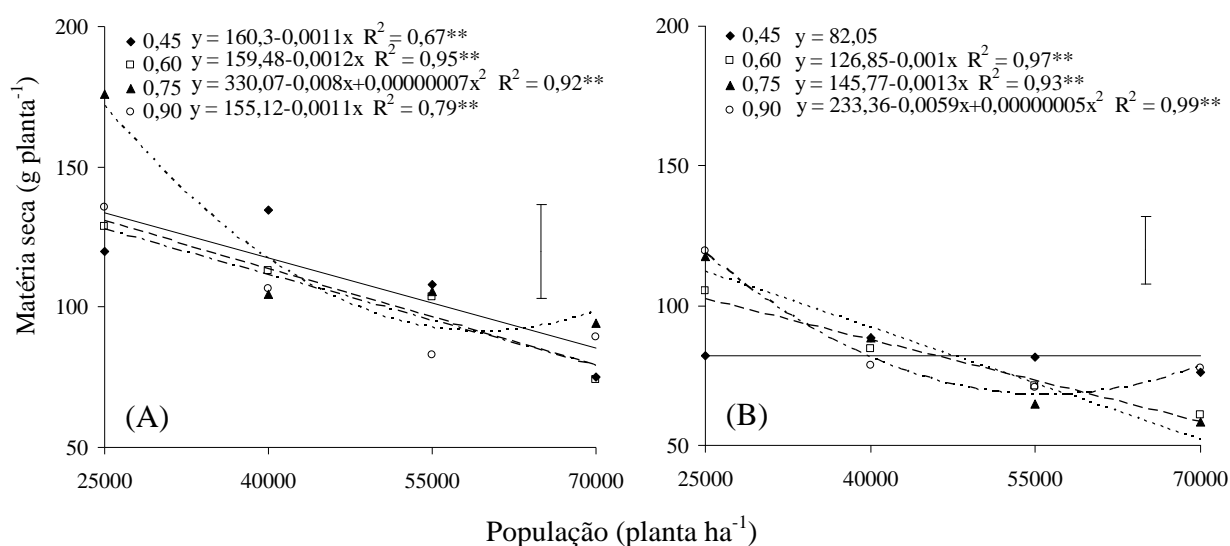 200
150
100
50
Matéria seca (g planta⁻¹)
0,45 y = 160,3-0,0011x R² = 0,67**
0,60 y = 159,48-0,0012x R² = 0,95**
0,75 y = 330,07-0,008x+0,00000007x² R² = 0,92**
0,90 y = 155,12-0,0011x R² = 0,79**
(A)
25000 40000 55000 70000
200
150
100
50
0,45 y = 82,05
0,60 y = 126,85-0,001x R² = 0,97**
0,75 y = 145,77-0,0013x R² = 0,93**
0,90 y = 233,36-0,0059x+0,00000005x² R² = 0,99**
(B)
25000 40000 55000 70000
População (planta ha⁻¹)